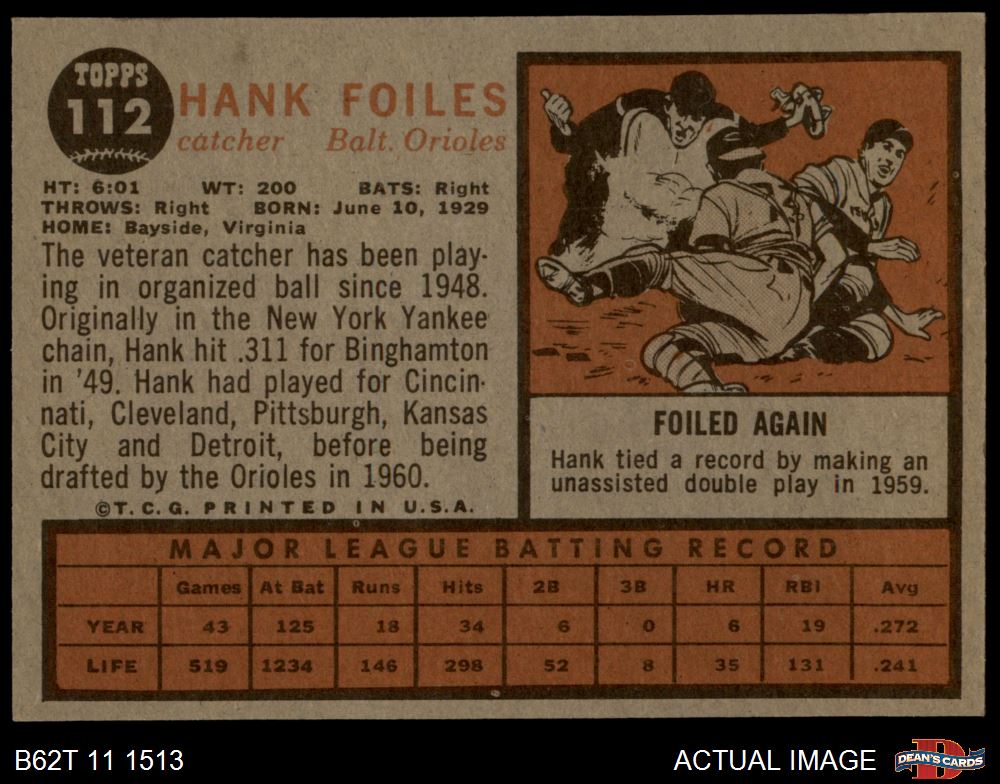 TOPPS
112
HANK FOILES
catcher Balt. Orioles
HT: 6:01 WT: 200 BATS: Right
THROWS: Right BORN: June 10, 1929
HOME: Bayside, Virginia
The veteran catcher has been play-
ing in organized ball since 1948.
Originally in the New York Yankee
chain, Hank hit .311 for Binghamton
in '49. Hank had played for Cincin-
nati, Cleveland, Pittsburgh, Kansas
City and Detroit, before being
drafted by the Orioles in 1960.
©T.C.G. PRINTED IN U.S.A.
FOILED AGAIN
Hank tied a record by making an
unassisted double play in 1959.
MAJOR LEAGUE BATTING RECORD
Games At Bat Runs Hits 2B 3B HR RBI Avg
YEAR 43 125 18 34 6 0 6 19 .272
LIFE 519 1234 146 298 52 8 35 131 .241
B62T 11 1513
ACTUAL IMAGE
DEAN'S CARDS